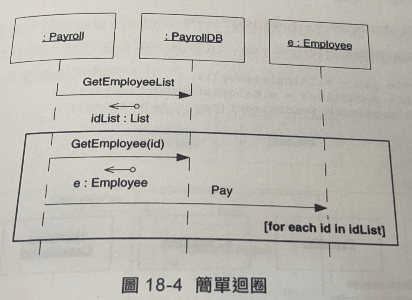 : Payroll
: PayrollDB
e : Employee
GetEmployeeList
idList : List
GetEmployee(id)
e : Employee
Pay
[for each id in idList]
圖 18-4 簡單迴圈